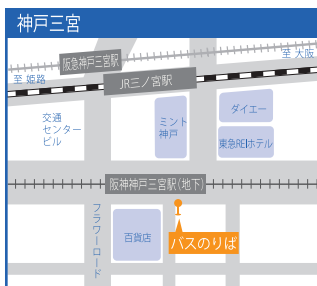 神戸三宮
至 大阪
阪急神戸三宮駅
至 姫路
JR三ノ宮駅
交通
センター
ビル
ミント
神戸
ダイエー
東急REIホテル
阪神神戸三宮駅(地下)
フラワーロード
百貨店
バスのりば